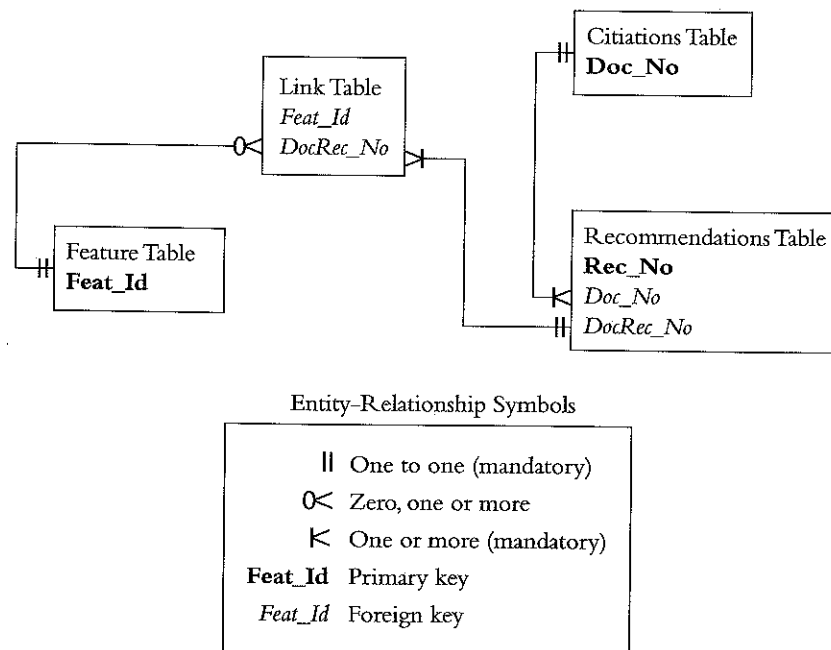 Citiations Table
Doc_No
Link Table
Feat_Id
DocRec_No
Feature Table
Feat_Id
Recommendations Table
Rec_No
Doc_No
DocRec_No
Entity–Relationship Symbols
One to one (mandatory)
Zero, one or more
One or more (mandatory)
Feat_Id Primary key
Feat_Id Foreign key